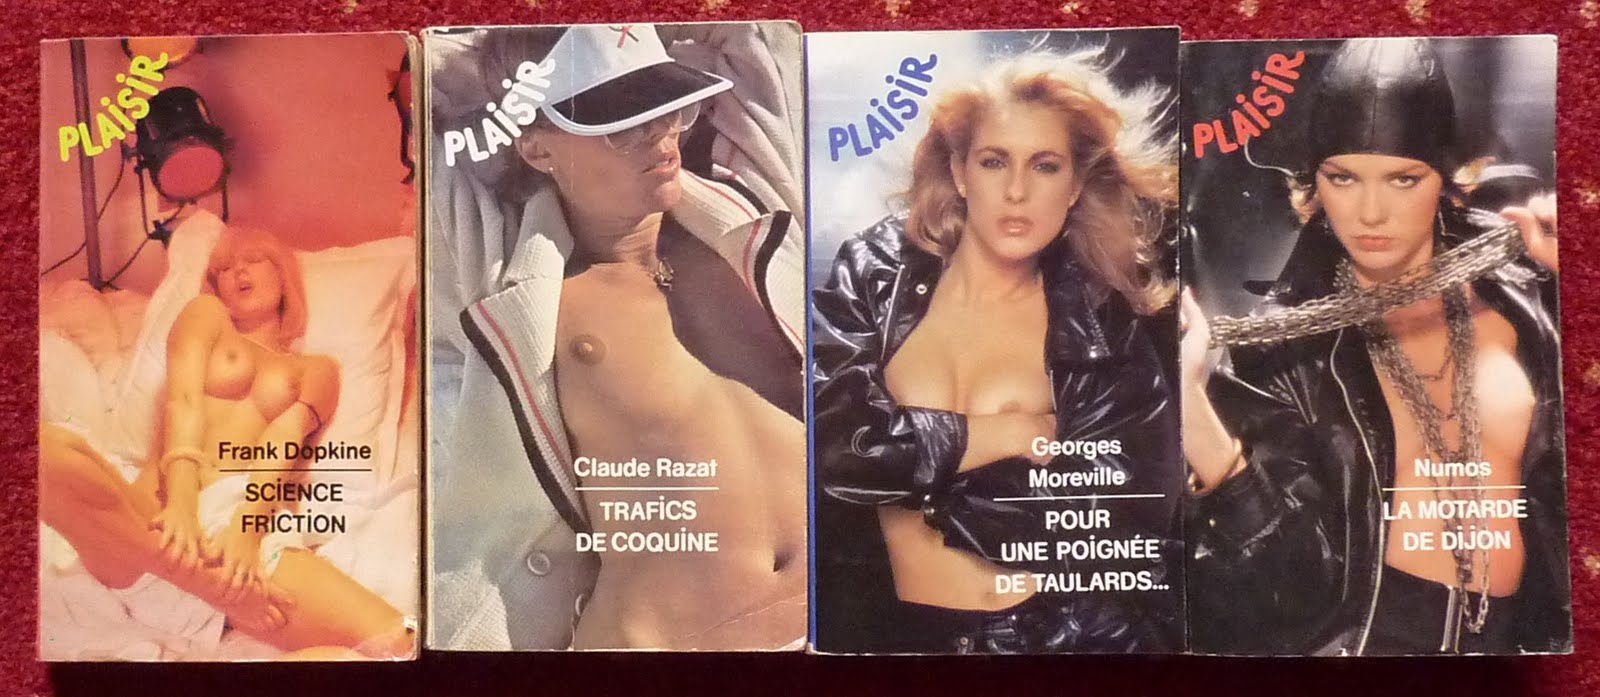 PLAiSiR
Frank Dopkine
SCiENCE
FRiCTiON
PLAiSiR
Claude Razat
TRAFiCS
DE COQUiNE
PLAiSiR
Georges
Moreville
POUR
UNE POiGNÉE
DE TAULARDS...
PLAiSiR
Numos
LA MOTARDE
DE DiJON